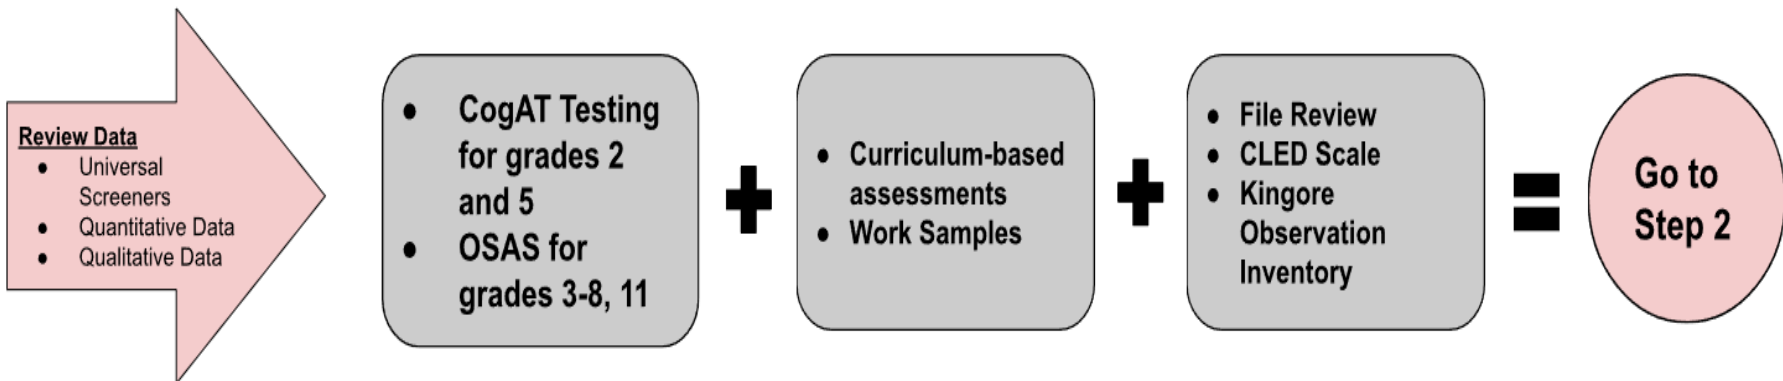 Review Data
● Universal
Screeners
● Quantitative Data
● Qualitative Data
● CogAT Testing
for grades 2
and 5
● OSAS for
grades 3-8, 11
+
● Curriculum-based
assessments
● Work Samples
+
● File Review
● CLED Scale
● Kingore
Observation
Inventory
=
Go to
Step 2